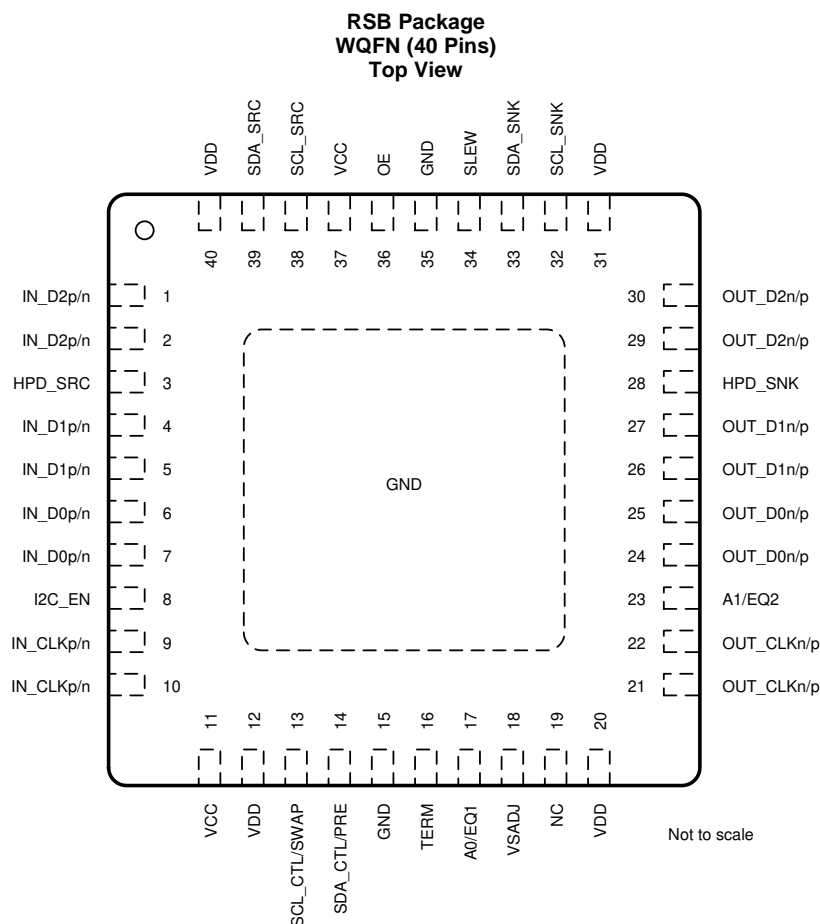 RSB Package
WQFN (40 Pins)
Top View
VDD
SDA_SRC
SCL_SRC
VCC
OE
GND
SLEW
SDA_SNK
SCL_SNK
VDD
40
39
38
37
36
35
34
33
32
31
IN_D2p/n 1
30 OUT_D2n/p
IN_D2p/n 2
29 OUT_D2n/p
HPD_SRC 3
28 HPD_SNK
IN_D1p/n 4
27 OUT_D1n/p
IN_D1p/n 5
26 OUT_D1n/p
GND
IN_D0p/n 6
25 OUT_D0n/p
IN_D0p/n 7
24 OUT_D0n/p
I2C_EN 8
23 A1/EQ2
IN_CLKp/n 9
22 OUT_CLKn/p
IN_CLKp/n 10
21 OUT_CLKn/p
11
12
13
14
15
16
17
18
19
20
VCC
VDD
SCL_CTL/SWAP
SDA_CTL/PRE
GND
TERM
A0/EQ1
VSADJ
NC
VDD
Not to scale